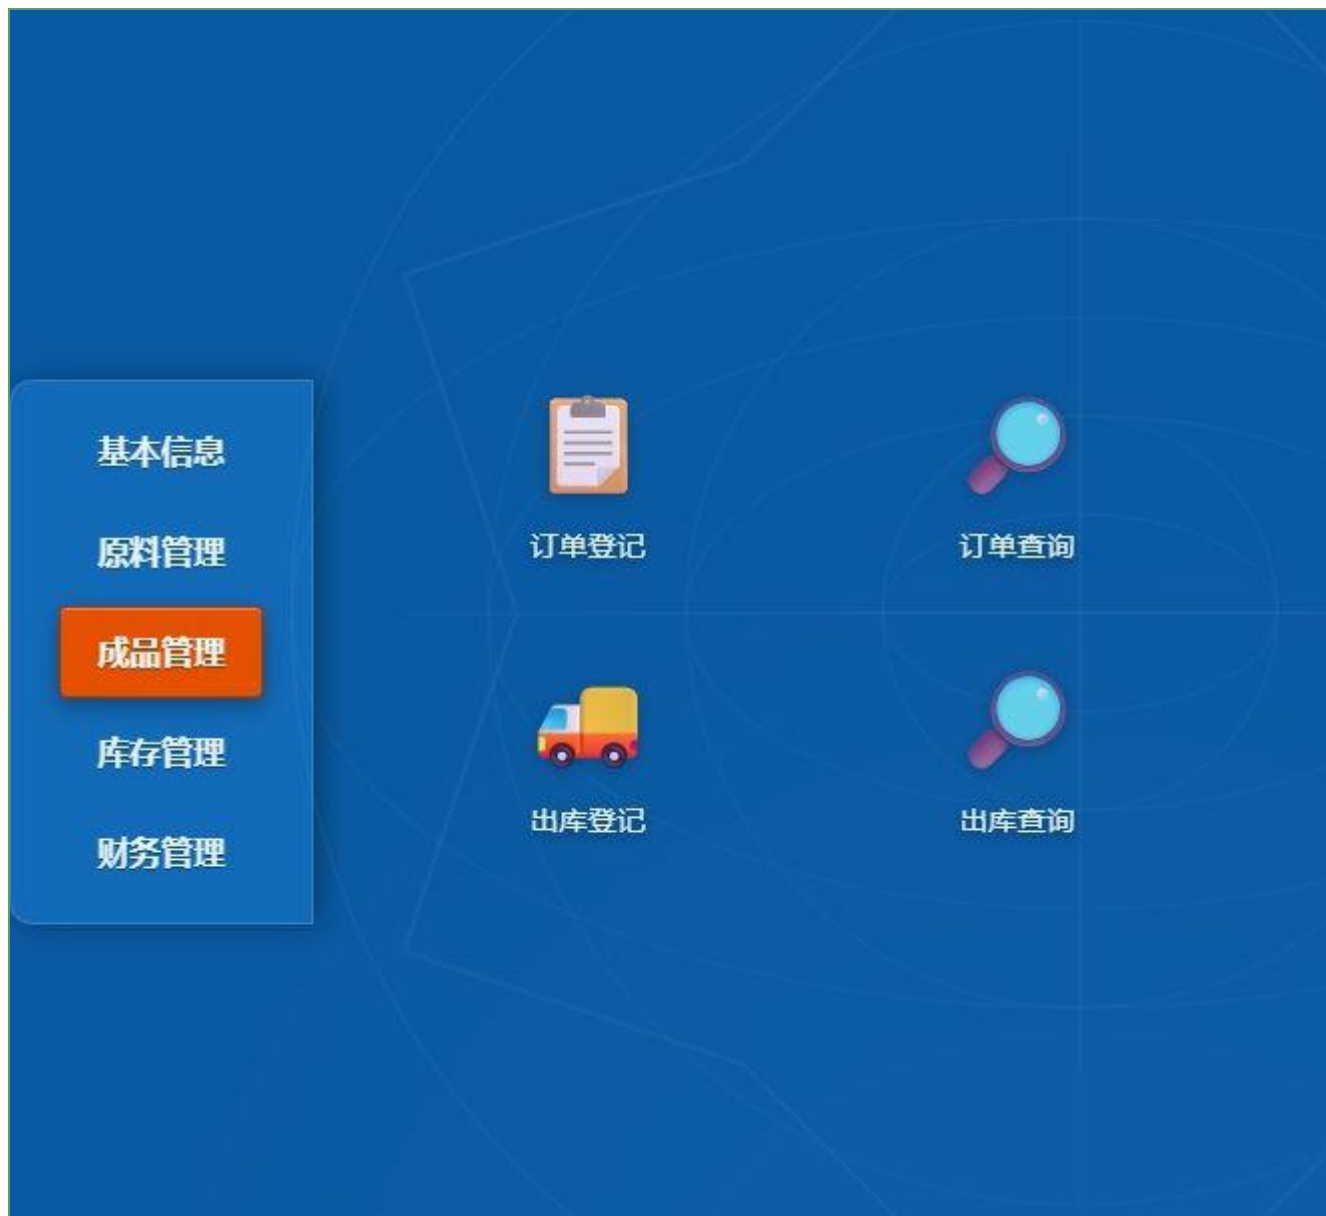 基本信息
原料管理
成品管理
库存管理
财务管理
订单登记
订单查询
出库登记
出库查询